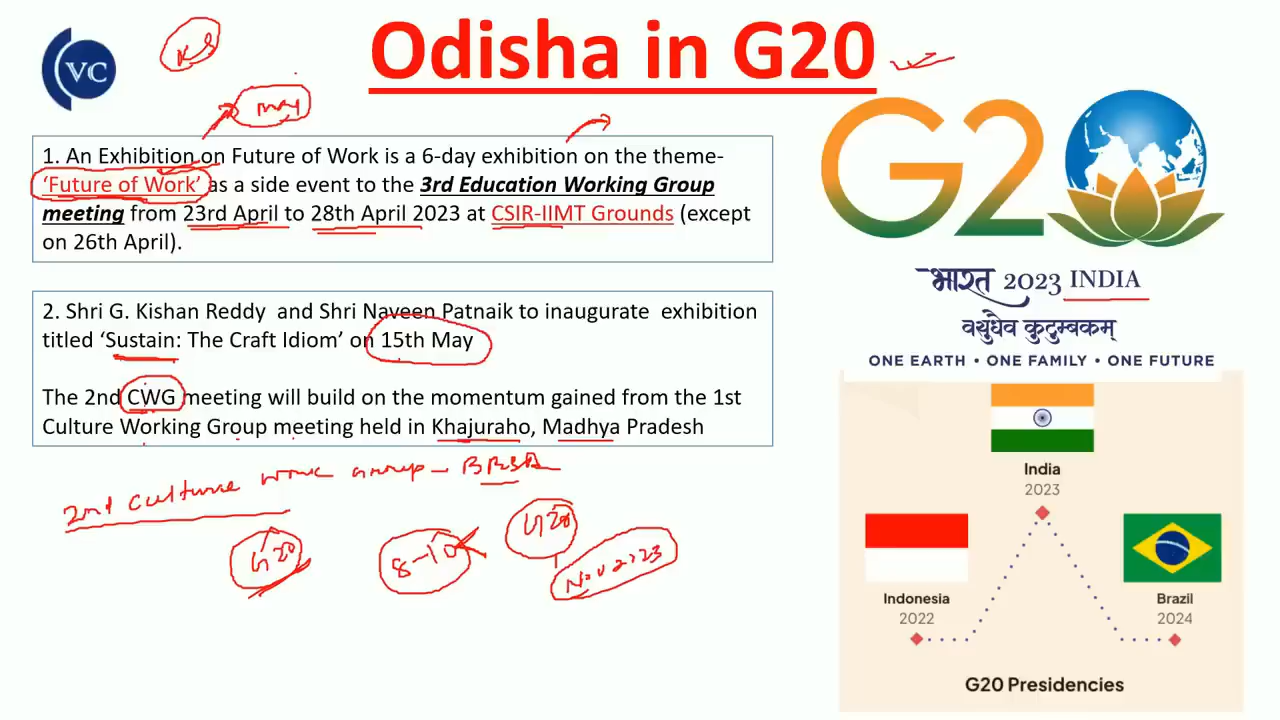 VC
Odisha in G20
May
1. An Exhibition on Future of Work is a 6-day exhibition on the theme-
'Future of Work' as a side event to the 3rd Education Working Group
meeting from 23rd April to 28th April 2023 at CSIR-IIMT Grounds (except
on 26th April).
2. Shri G. Kishan Reddy and Shri Naveen Patnaik to inaugurate exhibition
titled 'Sustain: The Craft Idiom' on 15th May
The 2nd CWG meeting will build on the momentum gained from the 1st
Culture Working Group meeting held in Khajuraho, Madhya Pradesh
2nd Culture work group - BBSR
G20
8-10
G20
Nov 2023
G20
भारत 2023 INDIA
वसुधैव कुटुम्बकम्
ONE EARTH • ONE FAMILY • ONE FUTURE
India
2023
Indonesia
2022
Brazil
2024
G20 Presidencies